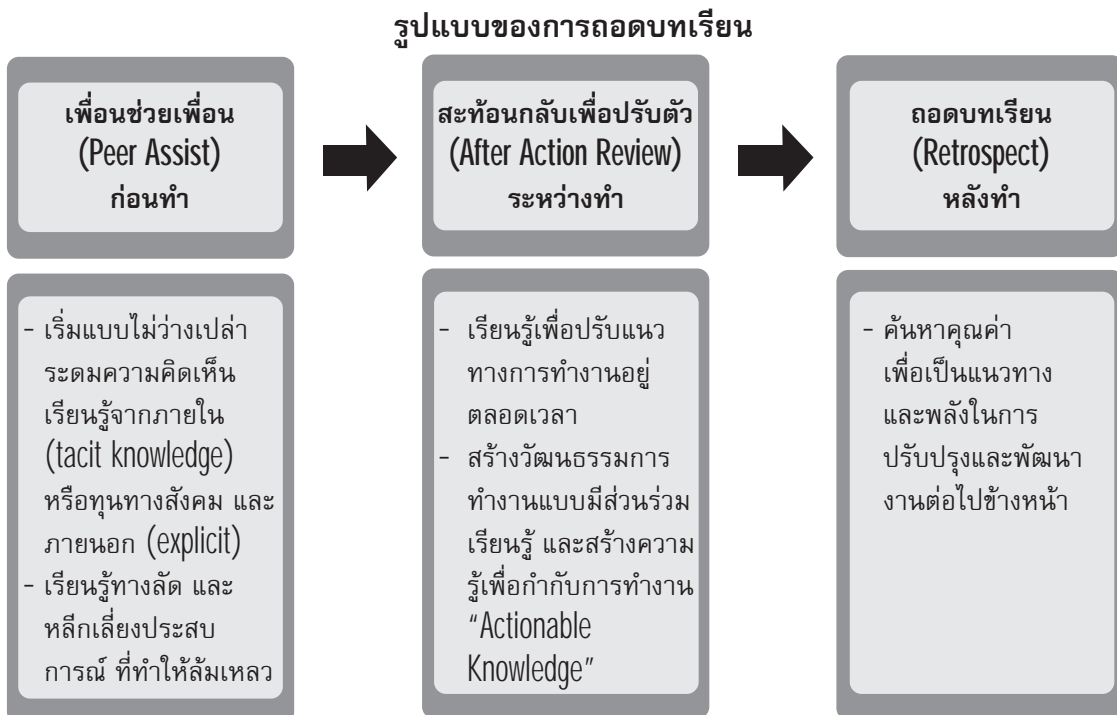 รูปแบบของการถอดบทเรียน
เพื่อนช่วยเพื่อน
(Peer Assist)
ก่อนทำ
สะท้อนกลับเพื่อปรับตัว
(After Action Review)
ระหว่างทำ
ถอดบทเรียน
(Retrospect)
หลังทำ
- เริ่มแบบไม่ว่างเปล่า
ระดมความคิดเห็น
เรียนรู้จากภายใน
(tacit knowledge)
หรือทุนทางสังคม และ
ภายนอก (explicit)
- เรียนรู้ทางลัด และ
หลีกเลี่ยงประสบ
การณ์ ที่ทำให้ล้มเหลว
- เรียนรู้เพื่อปรับแนว
ทางการทำงานอยู่
ตลอดเวลา
- สร้างวัฒนธรรมการ
ทำงานแบบมีส่วนร่วม
เรียนรู้ และสร้างความ
รู้เพื่อกำกับการทำงาน
“Actionable
Knowledge”
- ค้นหาคุณค่า
เพื่อเป็นแนวทาง
และพลังในการ
ปรับปรุงและพัฒนา
งานต่อไปข้างหน้า